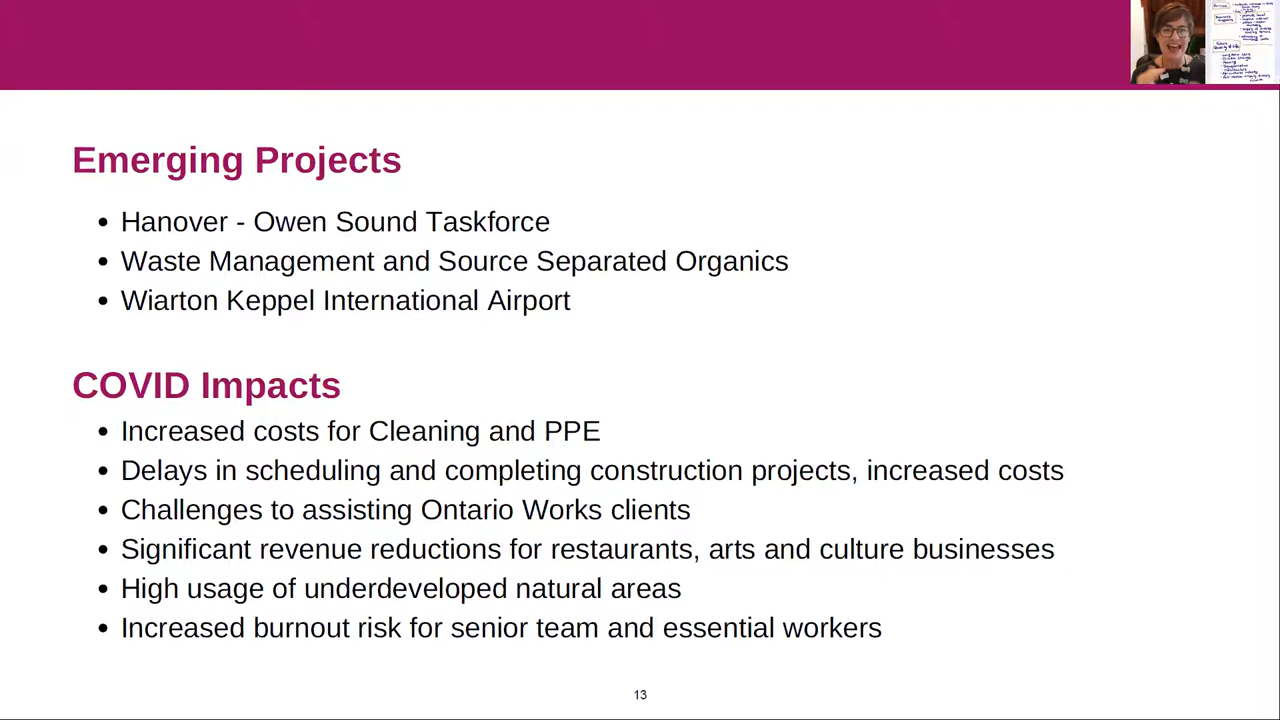 Emerging Projects
• Hanover - Owen Sound Taskforce
• Waste Management and Source Separated Organics
• Wiarton Keppel International Airport
COVID Impacts
• Increased costs for Cleaning and PPE
• Delays in scheduling and completing construction projects, increased costs
• Challenges to assisting Ontario Works clients
• Significant revenue reductions for restaurants, arts and culture businesses
• High usage of underdeveloped natural areas
• Increased burnout risk for senior team and essential workers
13